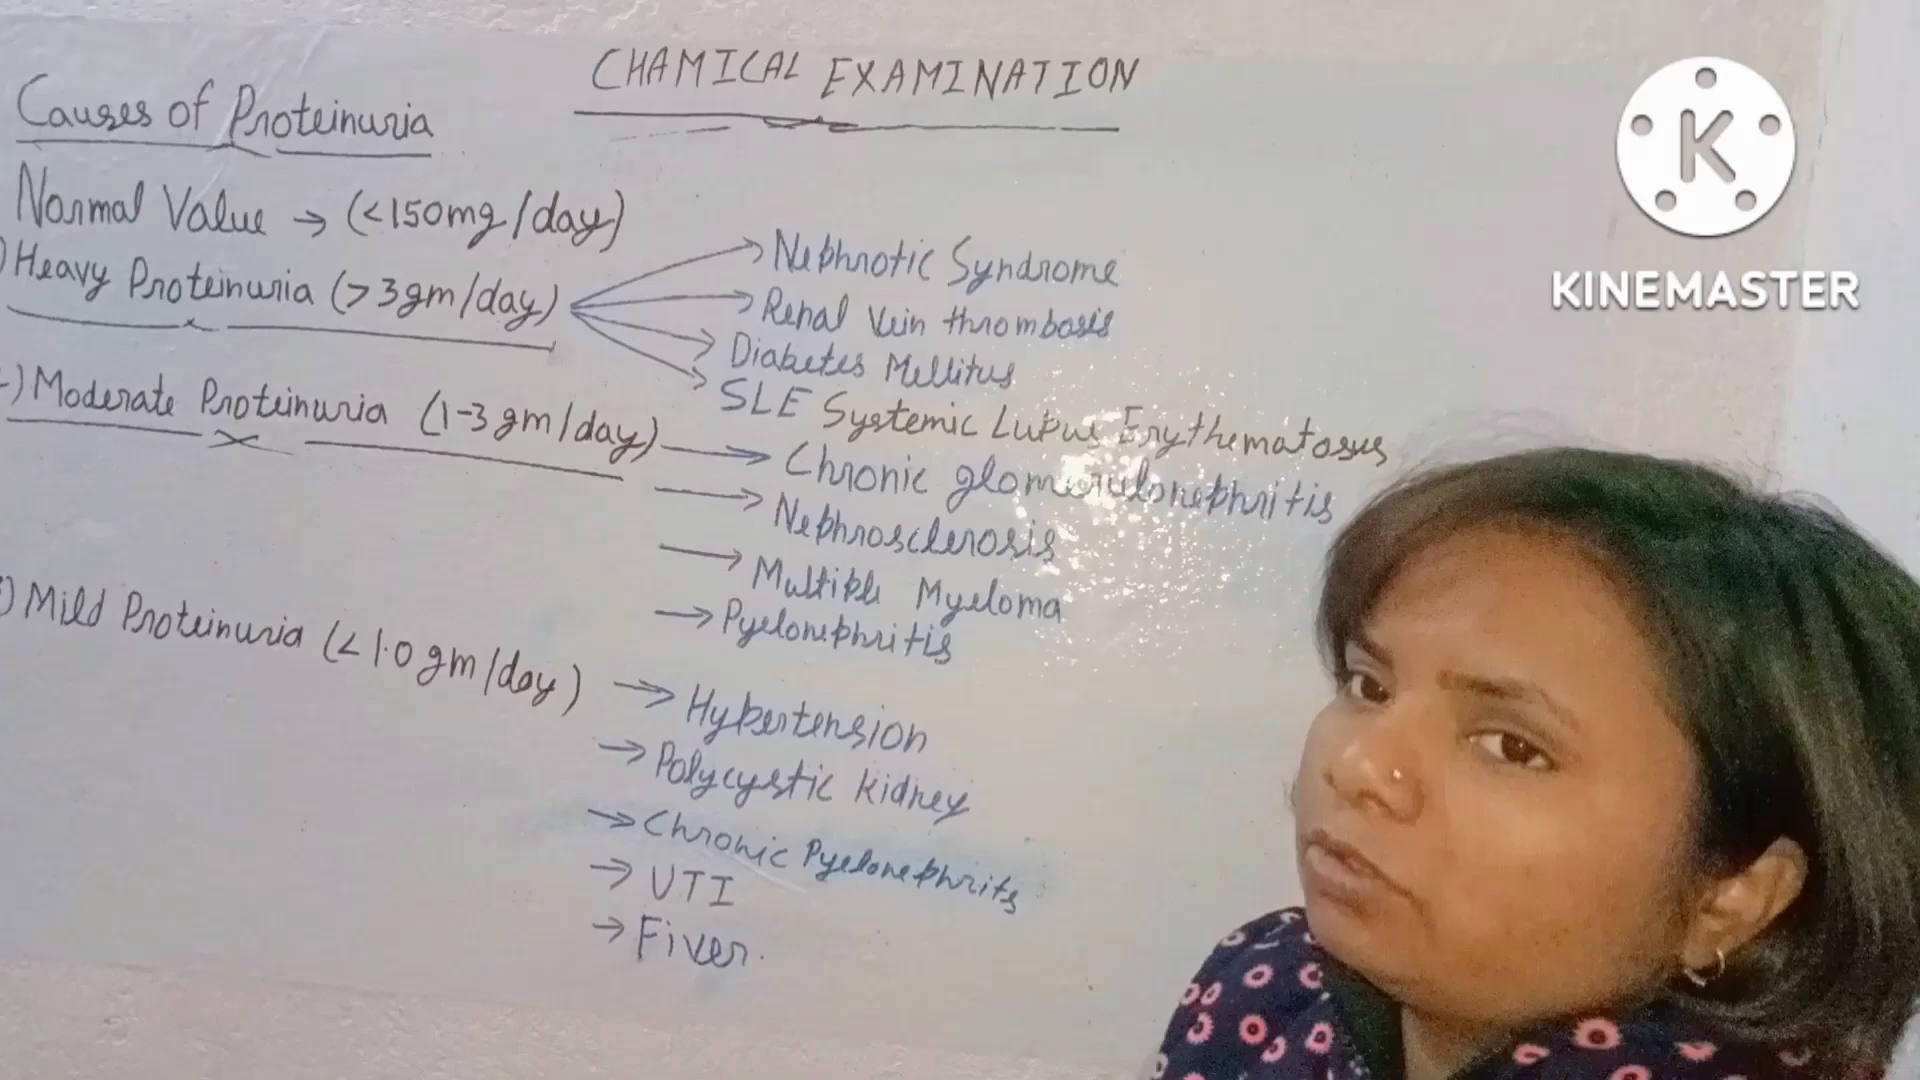 CHAMICAL EXAMINATION
Causes of Proteinuria
Normal Value → (<150mg/day)
) Heavy Proteinuria (>3gm/day)
→ Nephrotic Syndrome
→ Renal Vein thrombosis
→ Diabetes Mellitus
→ SLE Systemic Lupus Erythematosus
) Moderate Proteinuria (1-3 gm/day)
→ Chronic glomerulonephritis
→ Nephrosclerosis
→ Multiple Myeloma
→ Pyelonephritis
) Mild Proteinuria (<1.0 gm/day)
→ Hypertension
→ Polycystic kidney
→ Chronic Pyelonephrits
→ UTI
→ Fiver.
K
KINEMASTER